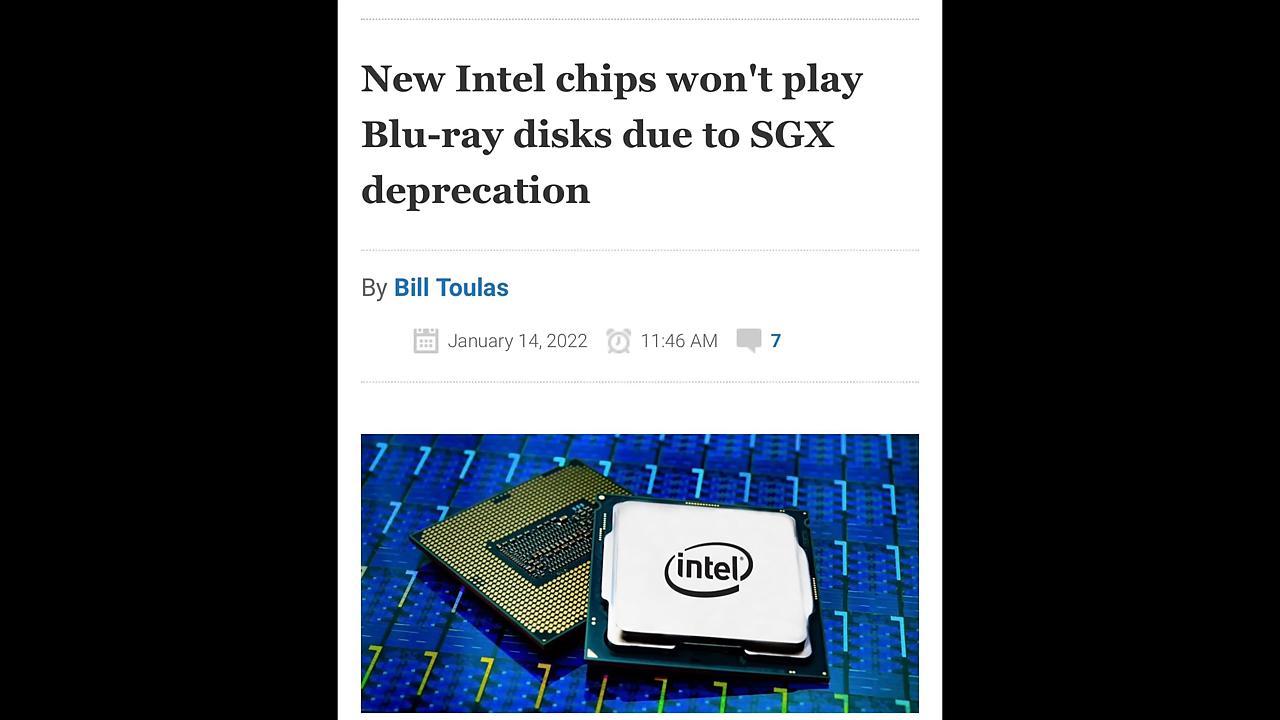 New Intel chips won't play
Blu-ray disks due to SGX
deprecation
By Bill Toulas
January 14, 2022 11:46 AM 7
intel